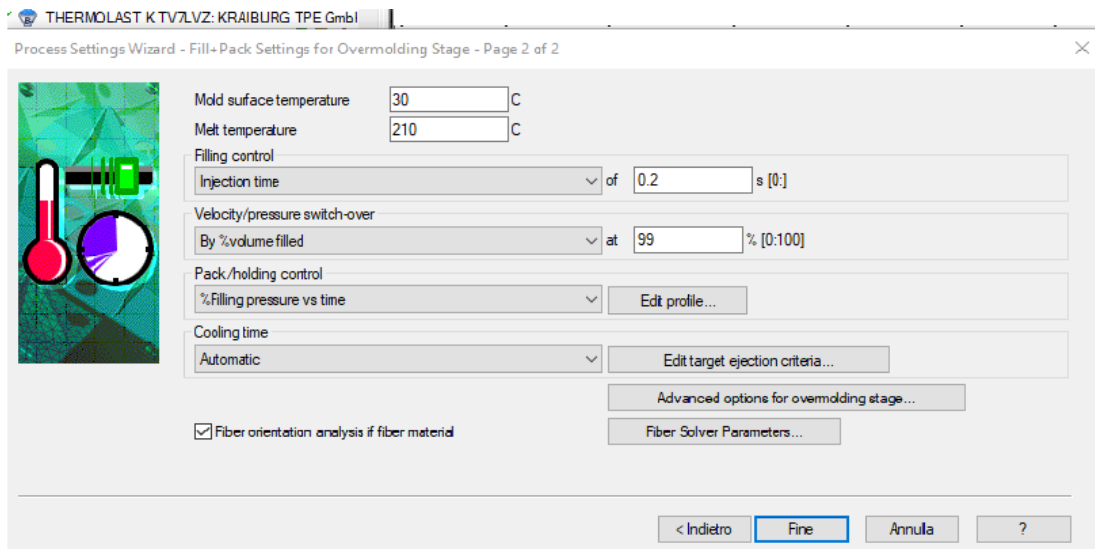 THERMOLAST K TV7LVZ: KRAIBURG TPE GmbH
Process Settings Wizard - Fill+Pack Settings for Overmolding Stage - Page 2 of 2
Mold surface temperature 30 C
Melt temperature 210 C
Filling control
Injection time of 0.2 s [0:]
Velocity/pressure switch-over
By %volume filled at 99 % [0:100]
Pack/holding control
%Filling pressure vs time Edit profile...
Cooling time
Automatic Edit target ejection criteria...
Advanced options for overmolding stage...
Fiber orientation analysis if fiber material Fiber Solver Parameters...
< Indietro Fine Annulla ?